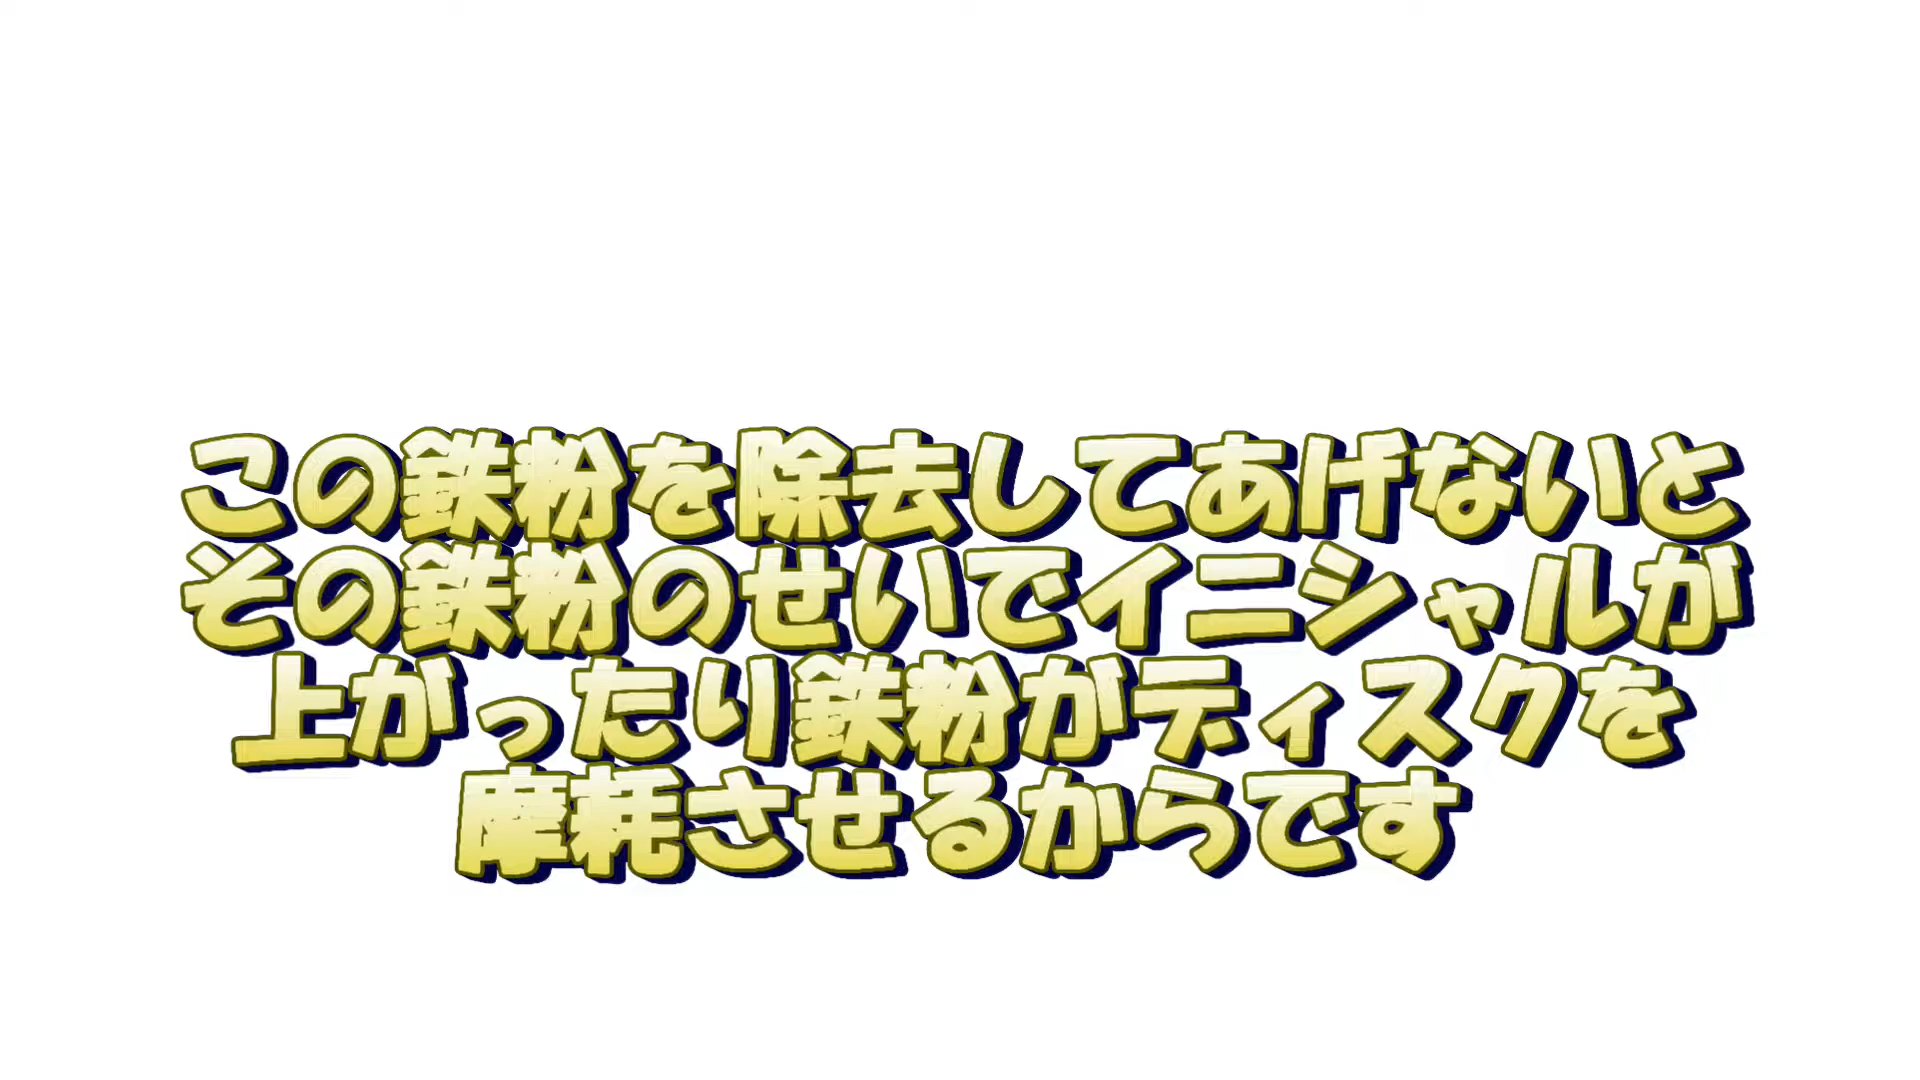 この鉄粉を除去してあげないと
その鉄粉のせいでイニシャルが
上がったり鉄粉がディスクを
摩耗させるからです